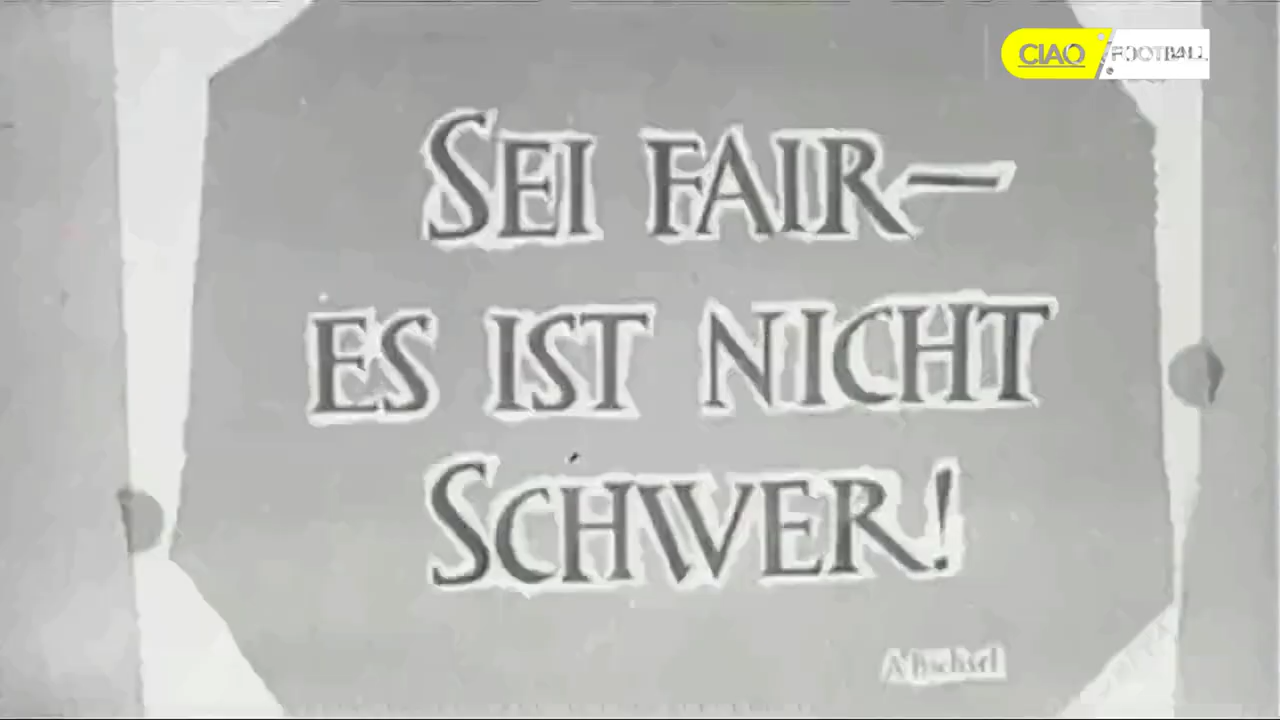 CIAO FOOTBALL
SEI FAIR—
ES IST NICHT
SCHWER!